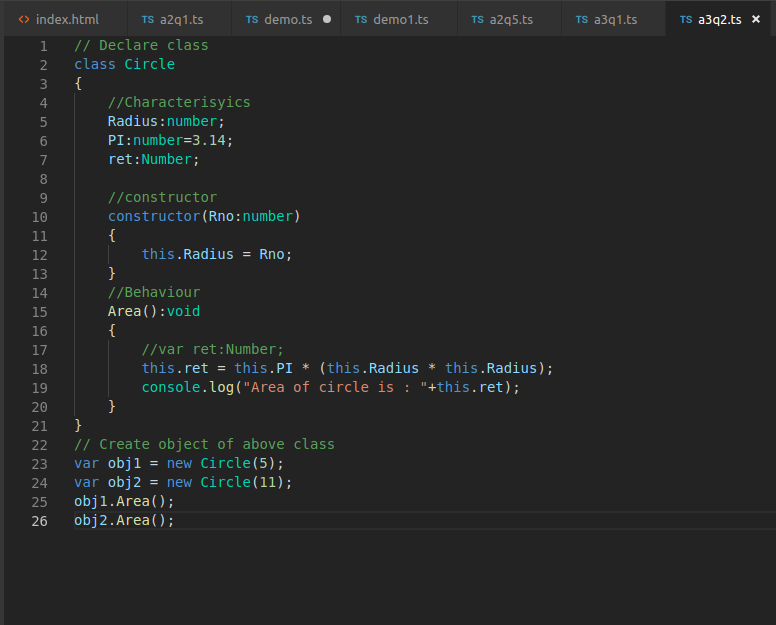 <> index.html TS a2q1.ts TS demo.ts ● TS demo1.ts TS a2q5.ts TS a3q1.ts TS a3q2.ts ×
1 // Declare class
2 class Circle
3 {
4     //Characterisyics
5     Radius:number;
6     PI:number=3.14;
7     ret:Number;
8
9     //constructor
10     constructor(Rno:number)
11     {
12         this.Radius = Rno;
13     }
14     //Behaviour
15     Area():void
16     {
17         //var ret:Number;
18         this.ret = this.PI * (this.Radius * this.Radius);
19         console.log("Area of circle is : "+this.ret);
20     }
21 }
22 // Create object of above class
23 var obj1 = new Circle(5);
24 var obj2 = new Circle(11);
25 obj1.Area();
26 obj2.Area();